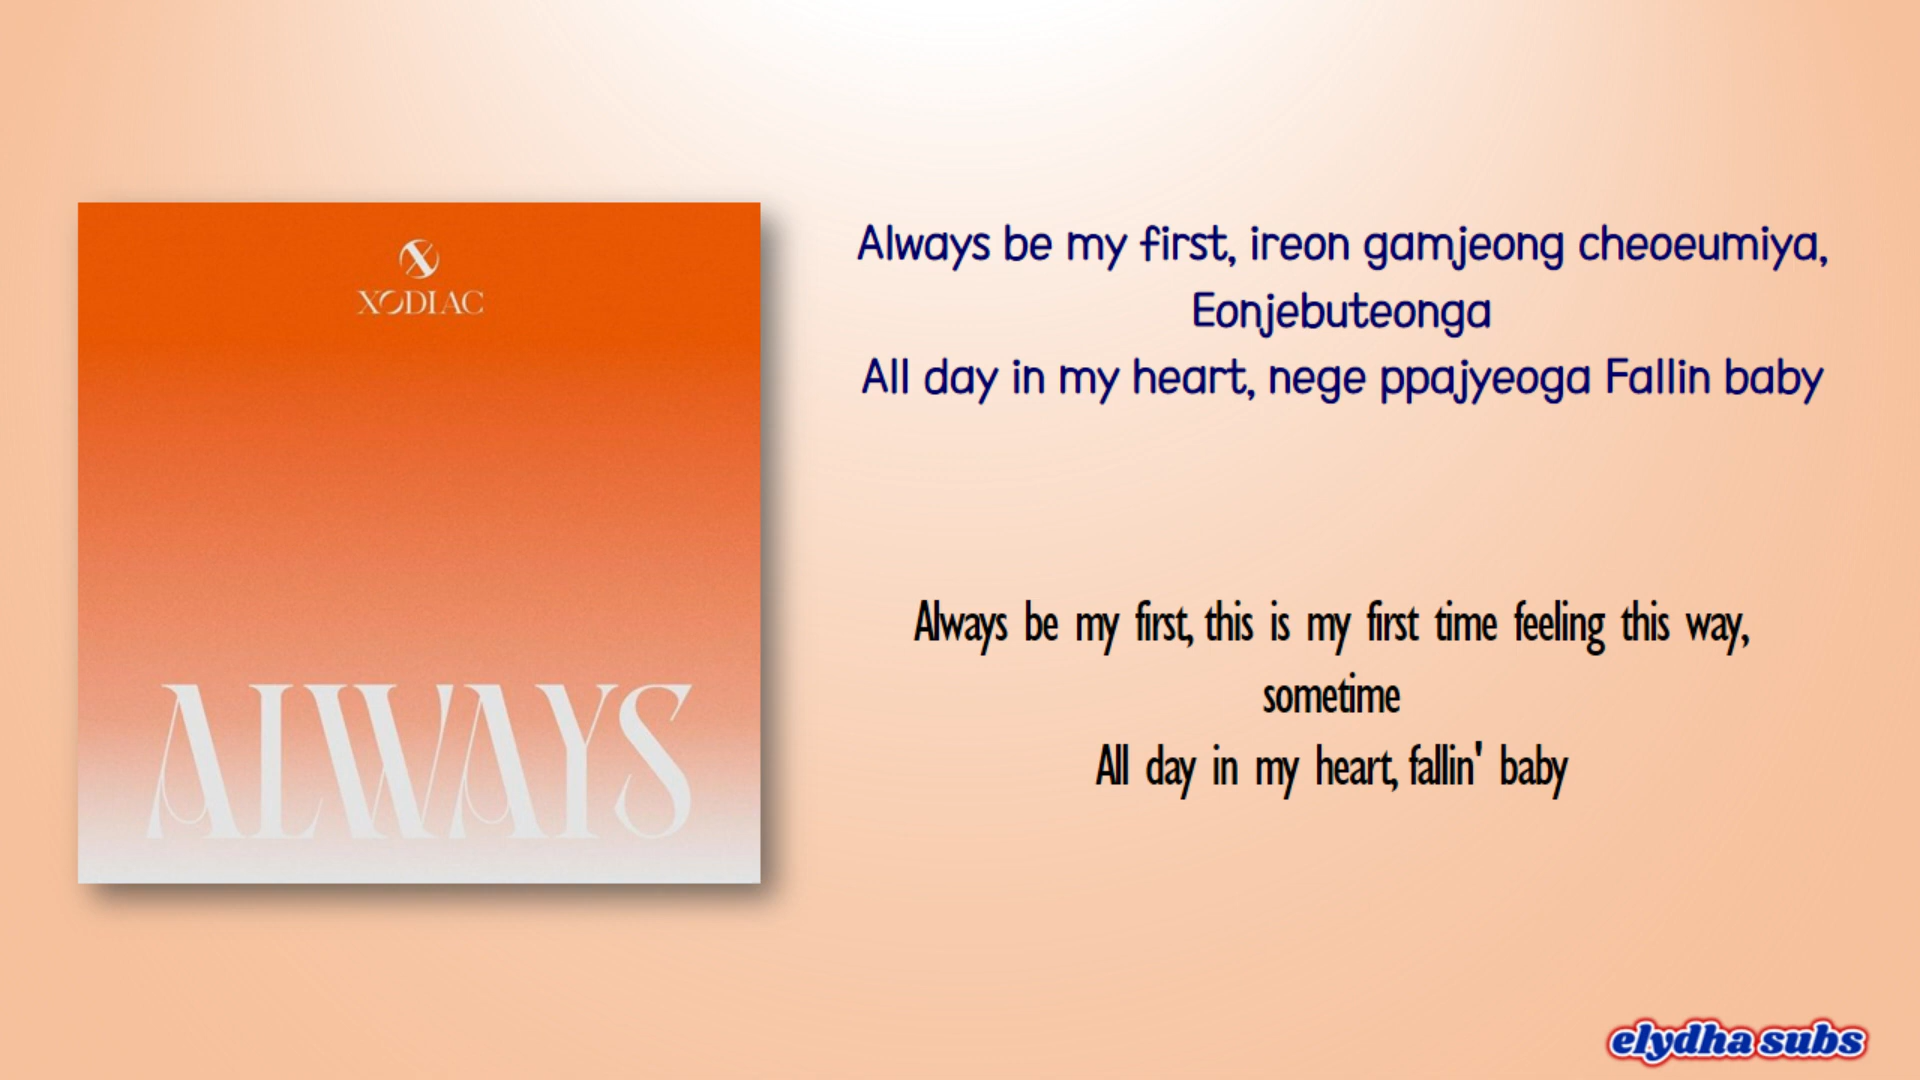 X
XODIAC
ALWAYS
Always be my first, ireon gamjeong cheoeumiya,
Eonjebuteonga
All day in my heart, nege ppajyeoga Fallin baby
Always be my first, this is my first time feeling this way,
sometime
All day in my heart, fallin' baby
elydha subs